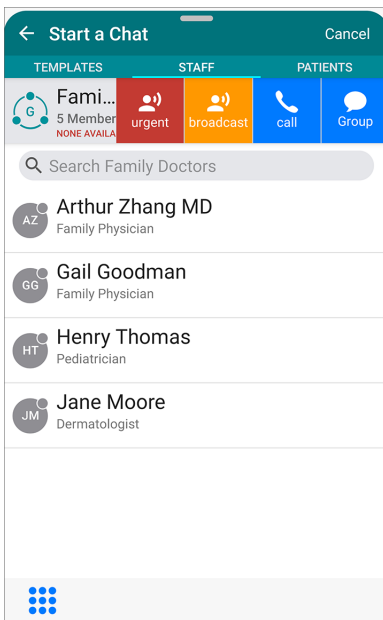 Start a Chat
Cancel
TEMPLATES STAFF PATIENTS
G
Fami...
5 Member
NONE AVAILA
urgent
broadcast
call
Group
Search Family Doctors
AZ
Arthur Zhang MD
Family Physician
GG
Gail Goodman
Family Physician
HT
Henry Thomas
Pediatrician
JM
Jane Moore
Dermatologist